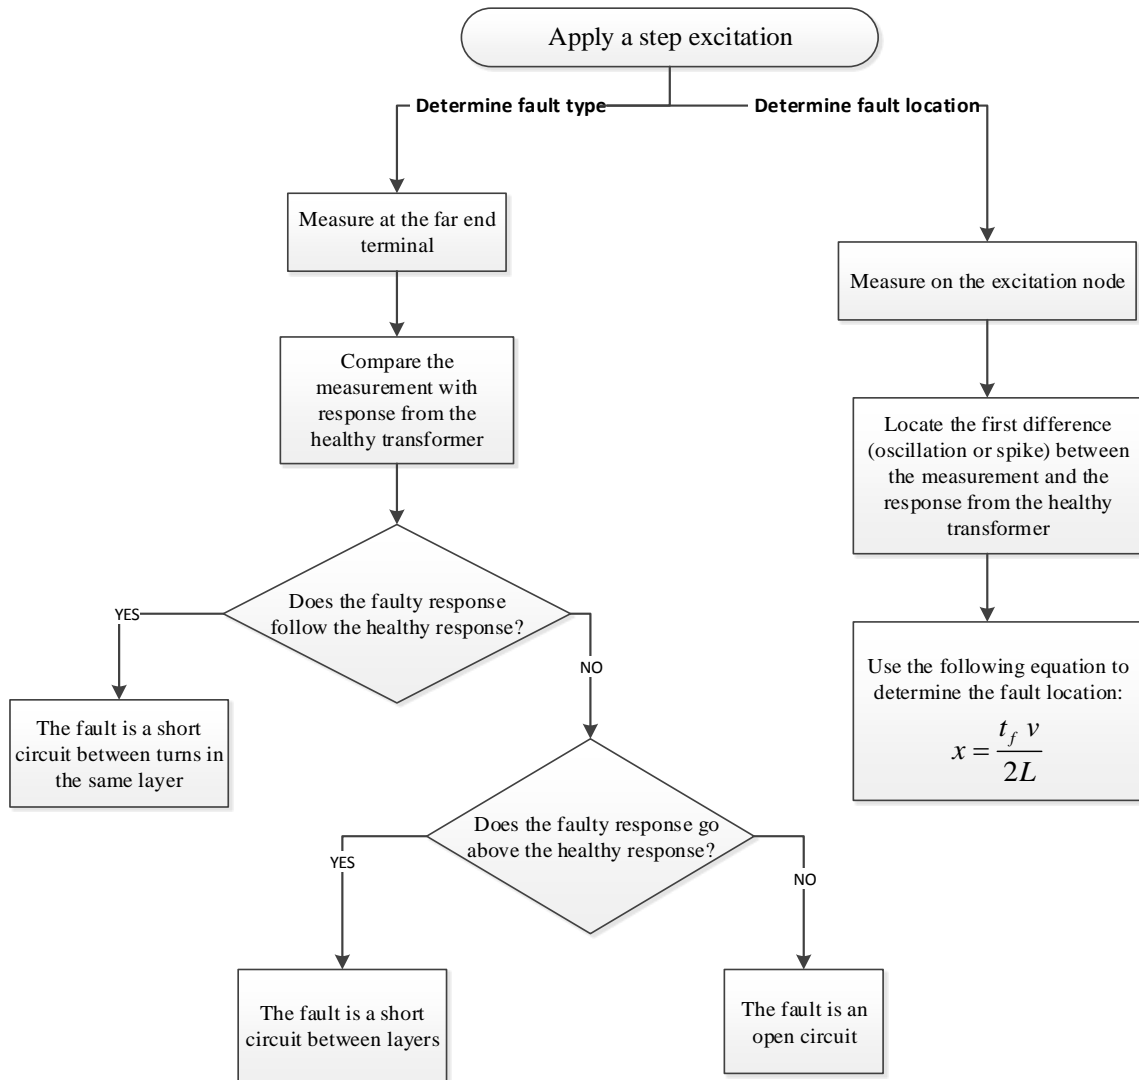 Apply a step excitation
Determine fault type
Determine fault location
Measure at the far end
terminal
Measure on the excitation node
Compare the
measurement with
response from the
healthy transformer
Locate the first difference
(oscillation or spike) between
the measurement and the
response from the healthy
transformer
Does the faulty response
follow the healthy response?
YES
NO
The fault is a short
circuit between turns in
the same layer
Use the following equation to
determine the fault location:
x = t_f v / 2L
Does the faulty response go
above the healthy response?
YES
NO
The fault is a short
circuit between layers
The fault is an
open circuit